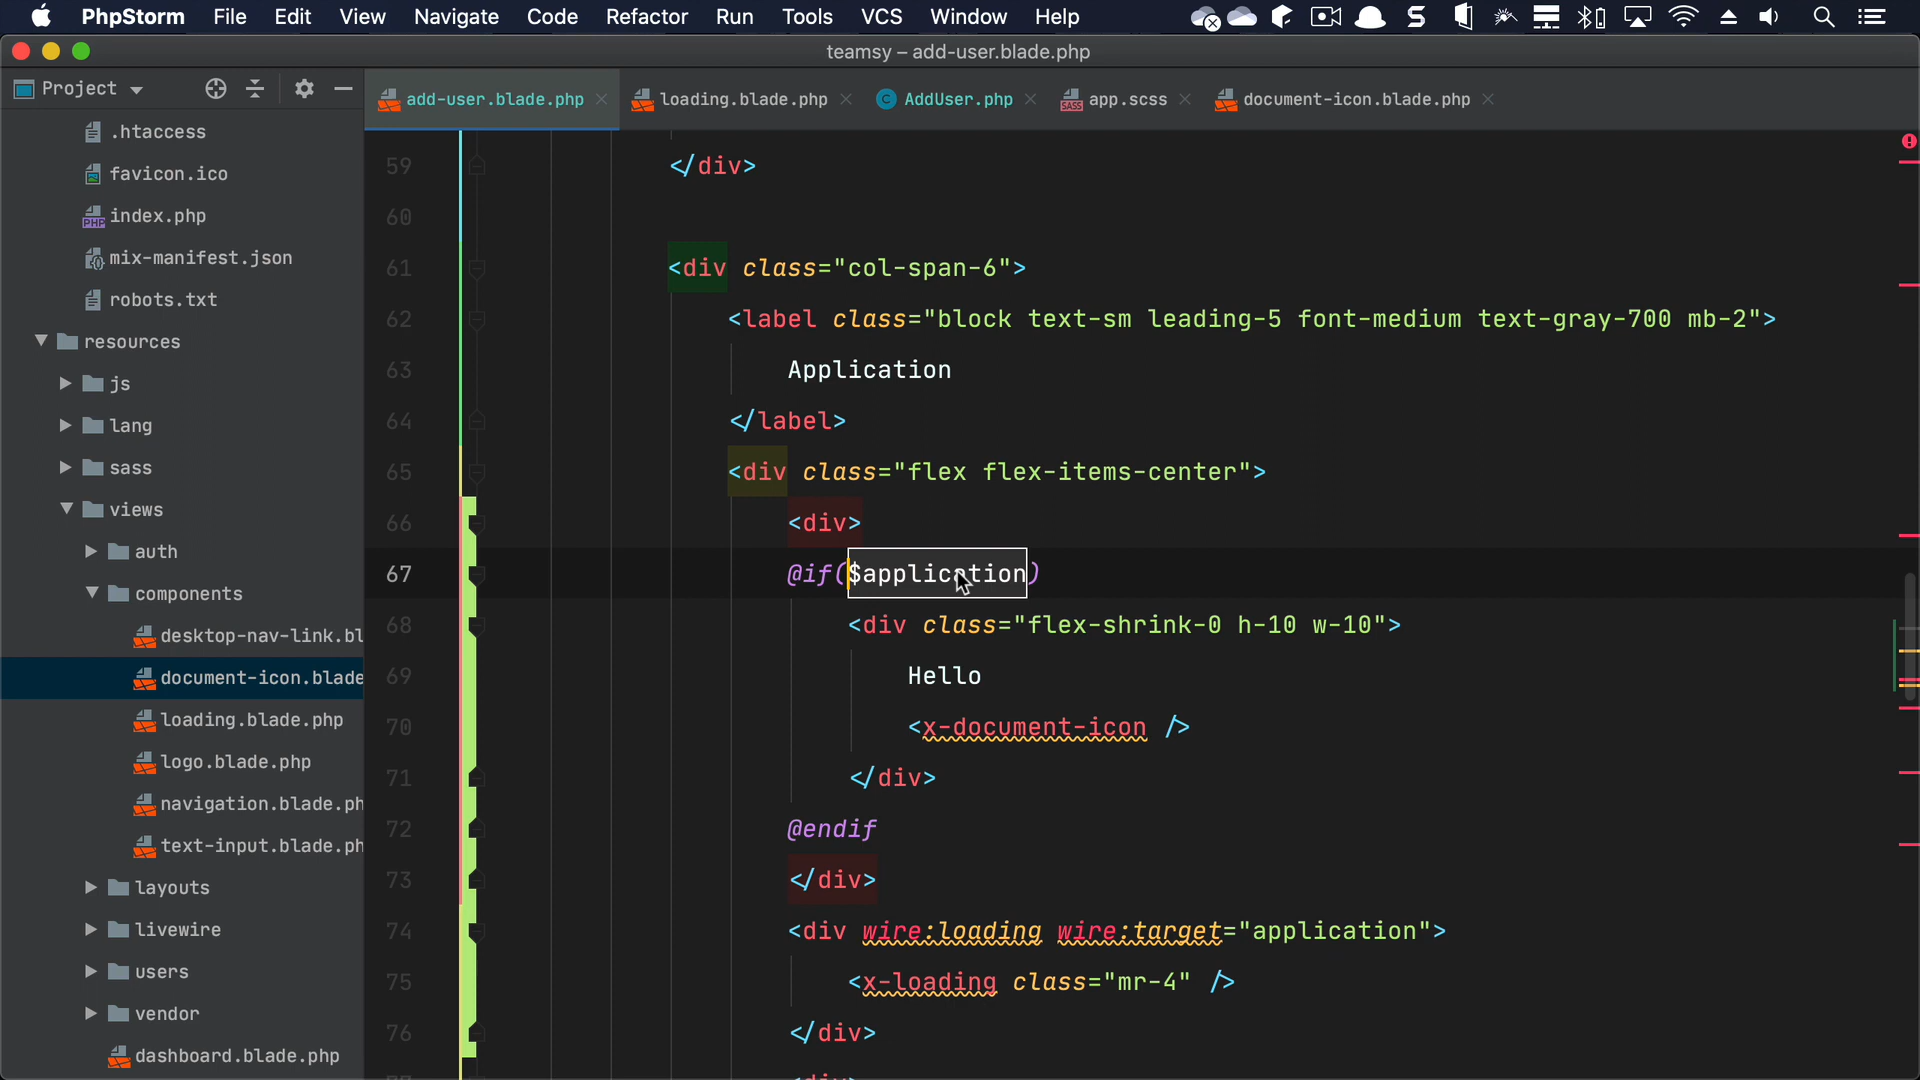 PhpStorm File Edit View Navigate Code Refactor Run Tools VCS Window Help
teamsy – add-user.blade.php
Project
add-user.blade.php loading.blade.php AddUser.php app.scss document-icon.blade.php
.htaccess
favicon.ico
index.php
mix-manifest.json
robots.txt
resources
js
lang
sass
views
auth
components
desktop-nav-link.bl
document-icon.blade
loading.blade.php
logo.blade.php
navigation.blade.ph
text-input.blade.ph
layouts
livewire
users
vendor
dashboard.blade.php
59 </div>
60
61 <div class="col-span-6">
62 <label class="block text-sm leading-5 font-medium text-gray-700 mb-2">
63 Application
64 </label>
65 <div class="flex flex-items-center">
66 <div>
67 @if($application)
68 <div class="flex-shrink-0 h-10 w-10">
69 Hello
70 <x-document-icon />
71 </div>
72 @endif
73 </div>
74 <div wire:loading wire:target="application">
75 <x-loading class="mr-4" />
76 </div>